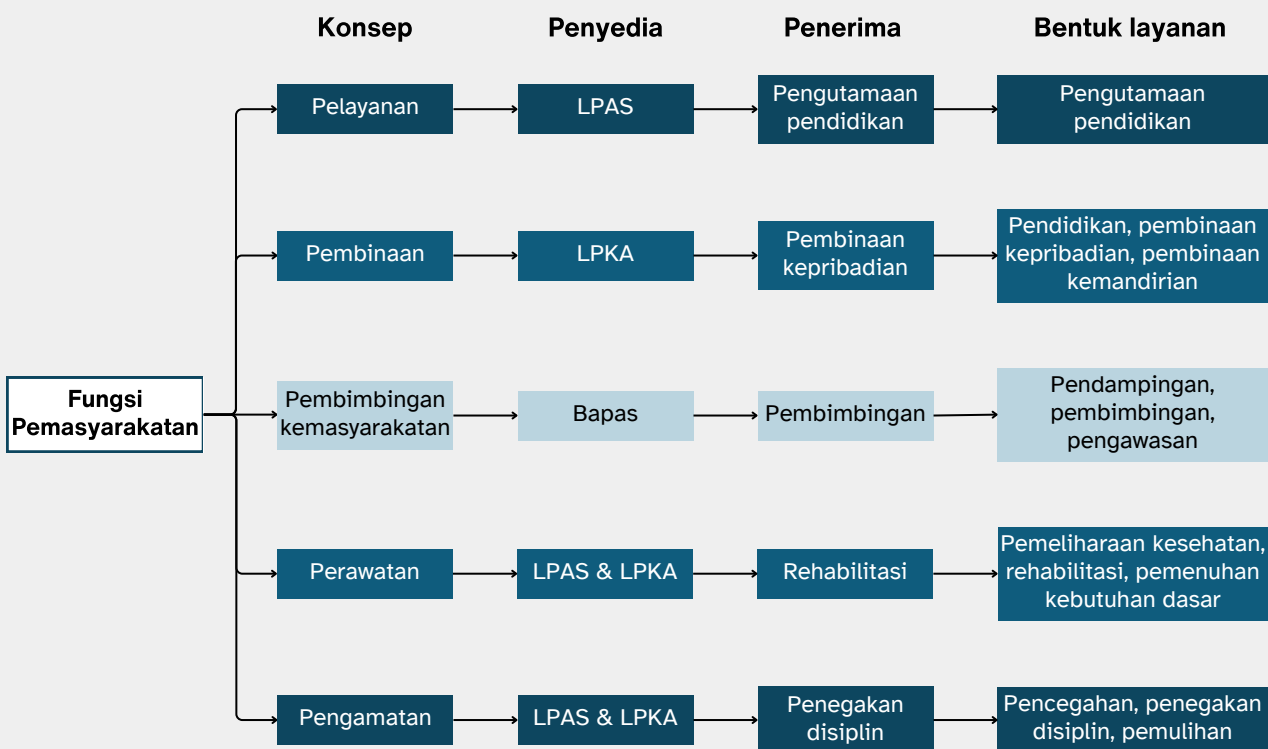 Konsep Penyedia Penerima Bentuk layanan
Pelayanan
LPAS
Pengutamaan
pendidikan
Pengutamaan
pendidikan
Pembinaan
LPKA
Pembinaan
kepribadian
Pendidikan, pembinaan
kepribadian, pembinaan
kemandirian
Fungsi
Pemasyarakatan
Pembimbingan
kemasyarakatan
Bapas
Pembimbingan
Pendampingan,
pembimbingan,
pengawasan
Perawatan
LPAS & LPKA
Rehabilitasi
Pemeliharaan kesehatan,
rehabilitasi, pemenuhan
kebutuhan dasar
Pengamatan
LPAS & LPKA
Penegakan
disiplin
Pencegahan, penegakan
disiplin, pemulihan